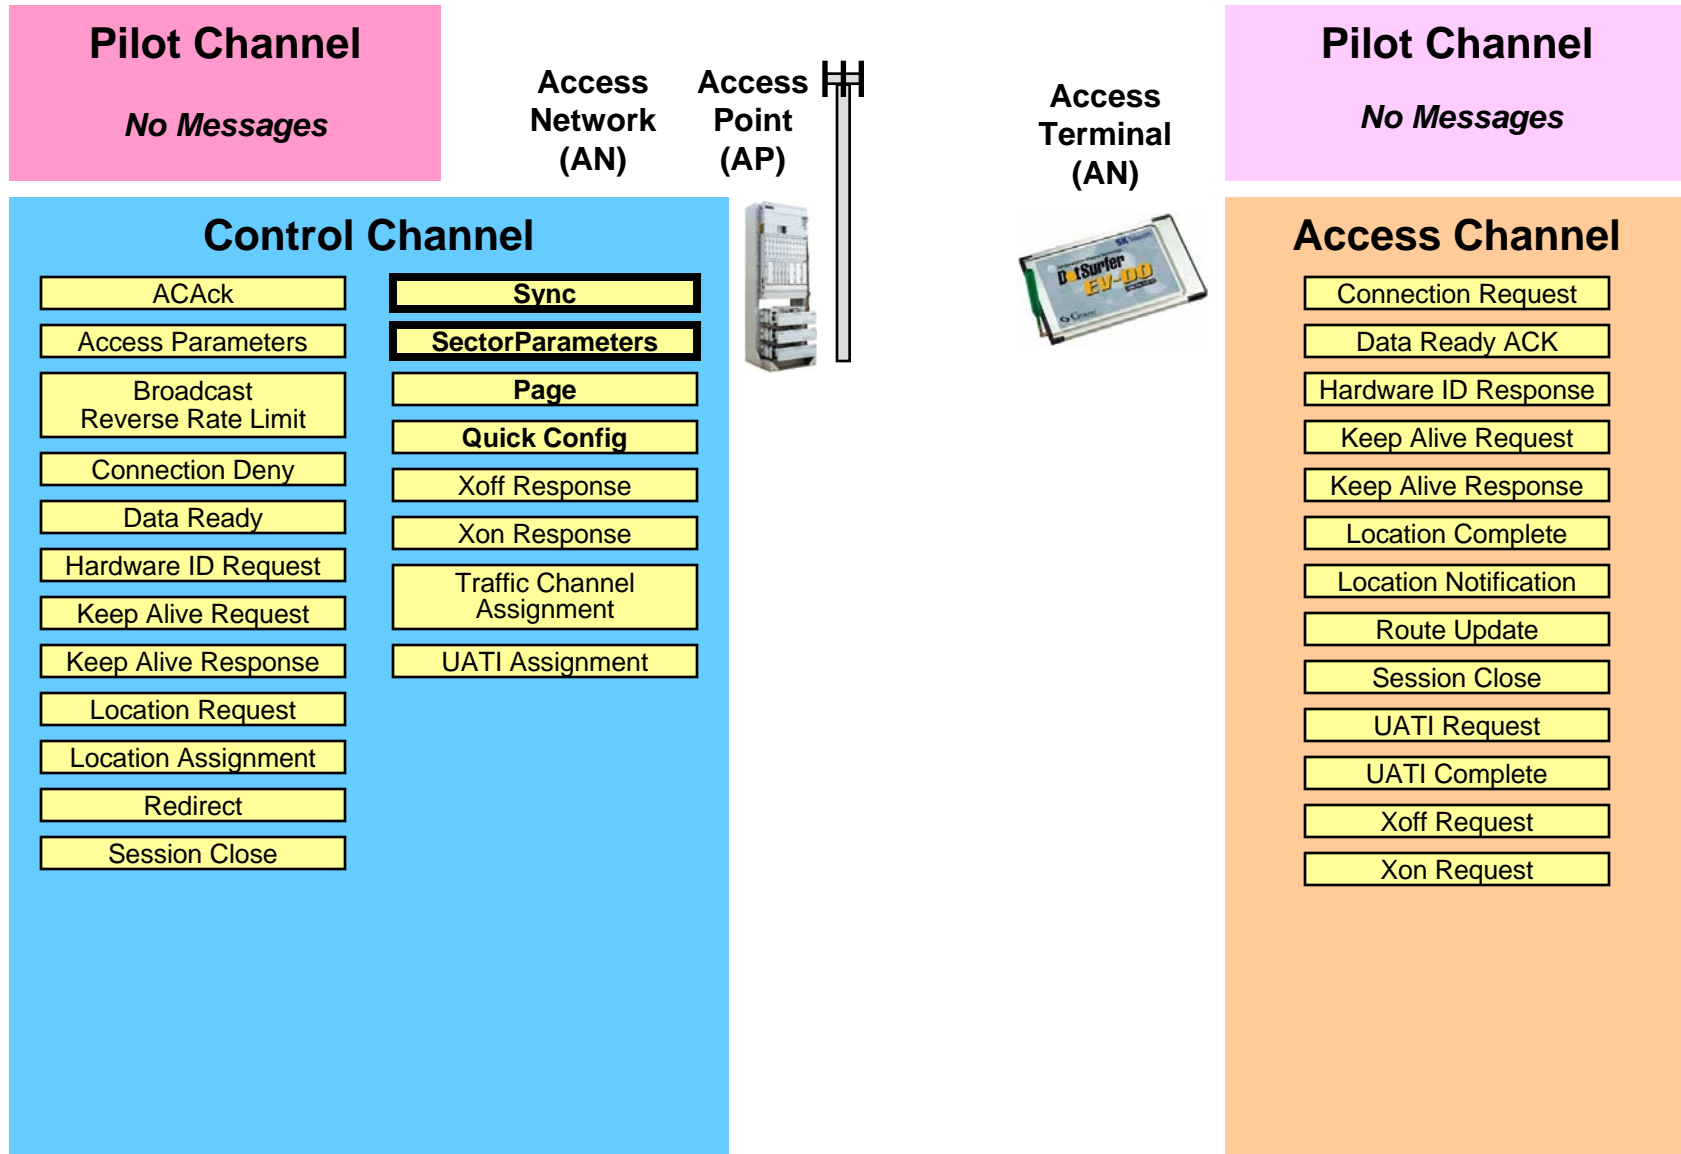 Pilot Channel
No Messages
Access
Network
(AN)
Access
Point
(AP)
Access
Terminal
(AN)
Pilot Channel
No Messages
Control Channel
ACAck
Access Parameters
Broadcast
Reverse Rate Limit
Connection Deny
Data Ready
Hardware ID Request
Keep Alive Request
Keep Alive Response
Location Request
Location Assignment
Redirect
Session Close
Sync
SectorParameters
Page
Quick Config
Xoff Response
Xon Response
Traffic Channel
Assignment
UATI Assignment
SK
EV-DO
Access Channel
Connection Request
Data Ready ACK
Hardware ID Response
Keep Alive Request
Keep Alive Response
Location Complete
Location Notification
Route Update
Session Close
UATI Request
UATI Complete
Xoff Request
Xon Request